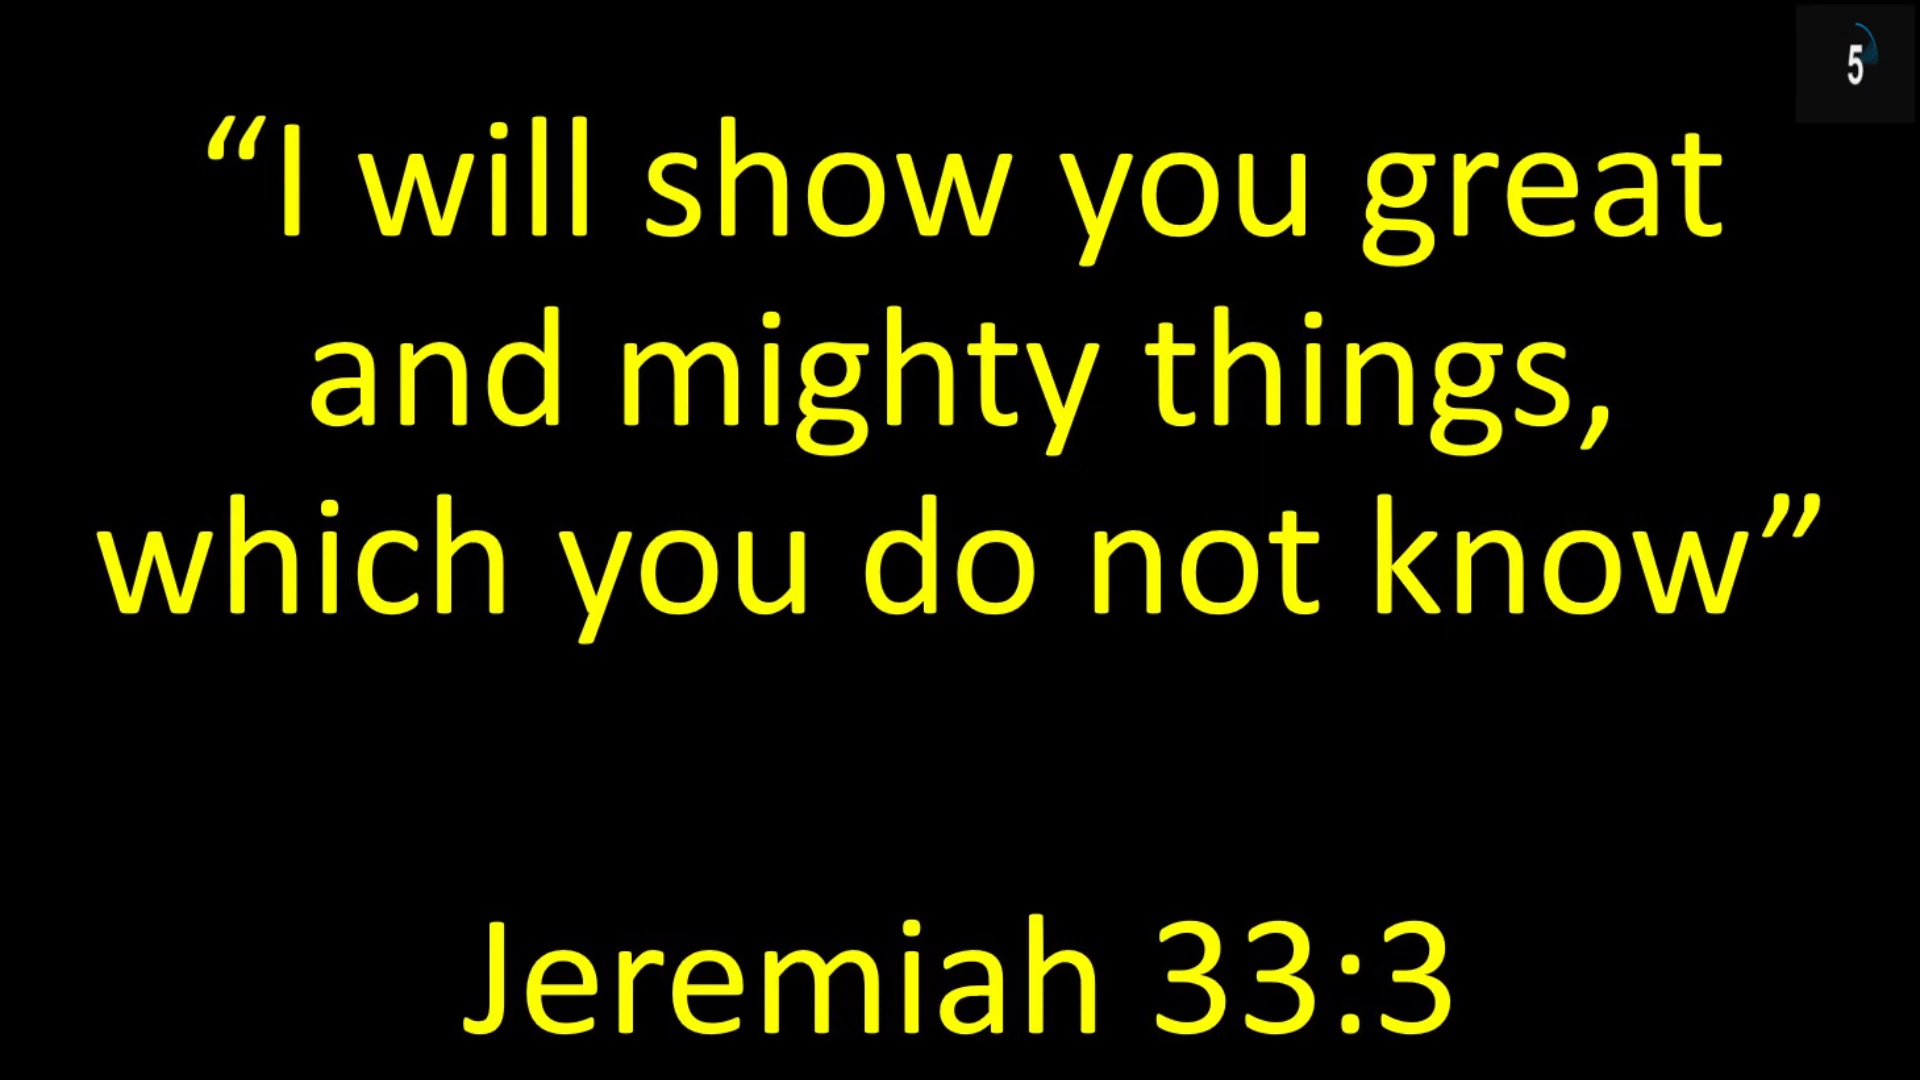 5
“I will show you great
and mighty things,
which you do not know”
Jeremiah 33:3